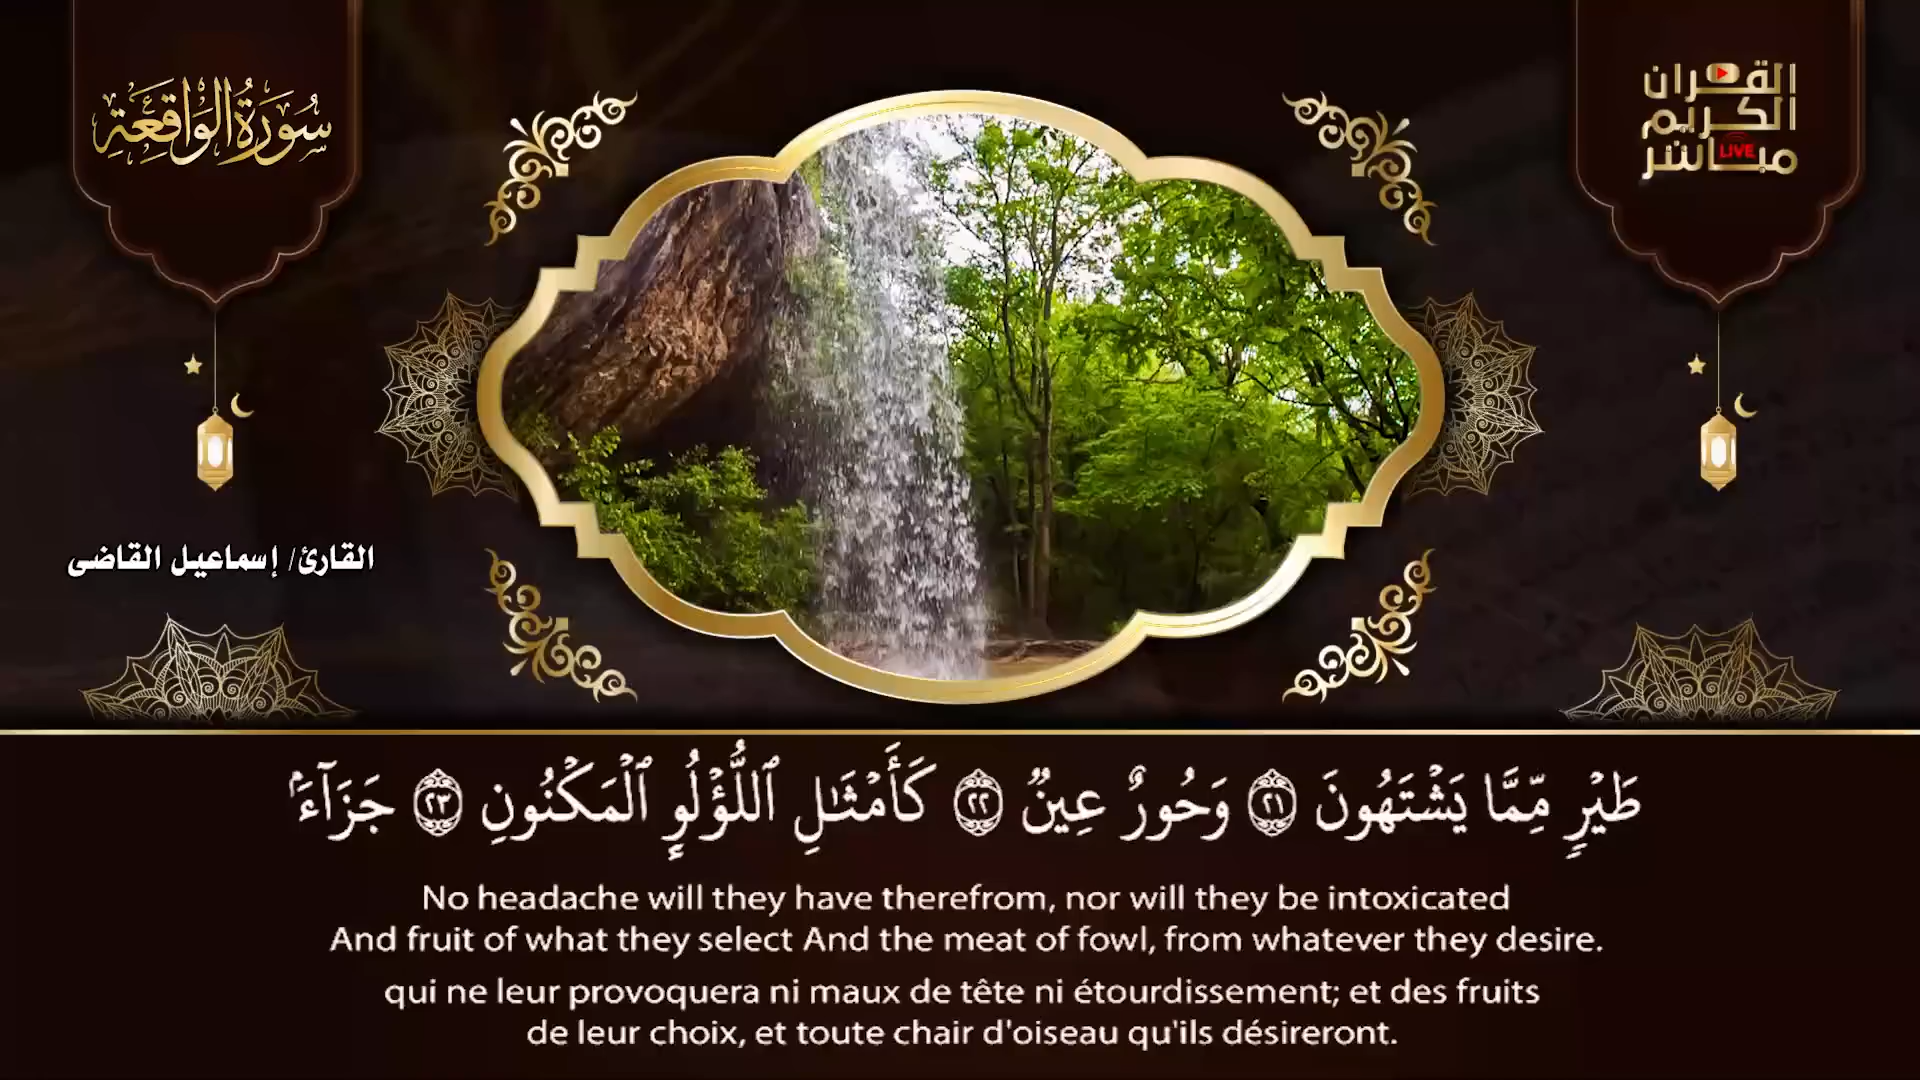 سُورَةُ الوَاقِعَةِ
القرآن
الكريم
مباشر
LIVE
القارئ/ إسماعيل القاضى
طَيْرٍ مِّمَّا يَشْتَهُونَ ٢١ وَحُورٌ عِينٌ ٢٢ كَأَمْثَٰلِ ٱللُّؤْلُوِٕ ٱلْمَكْنُونِ ٢٣ جَزَآءًۢ
No headache will they have therefrom, nor will they be intoxicated
And fruit of what they select And the meat of fowl, from whatever they desire.
qui ne leur provoquera ni maux de tête ni étourdissement; et des fruits
de leur choix, et toute chair d'oiseau qu'ils désireront.